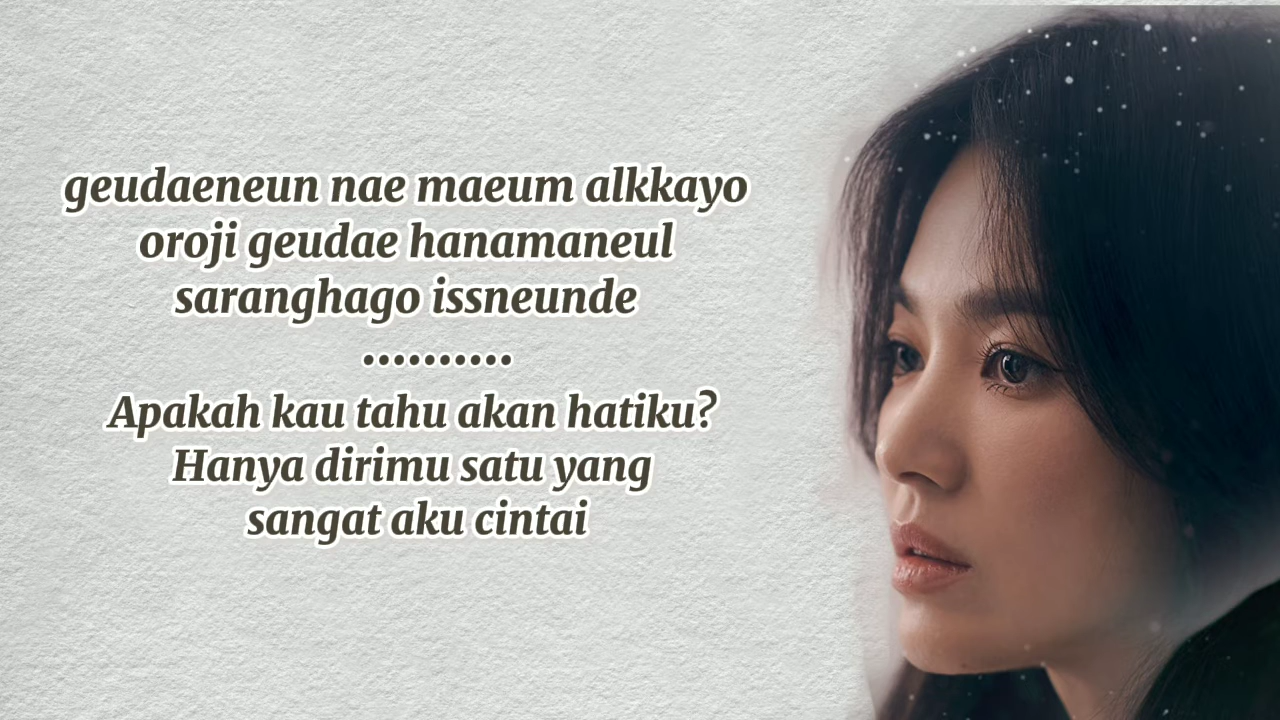 geudaeneun nae maeum alkkayo
oroji geudae hanamaneul
saranghago issneunde
..........
Apakah kau tahu akan hatiku?
Hanya dirimu satu yang
sangat aku cintai